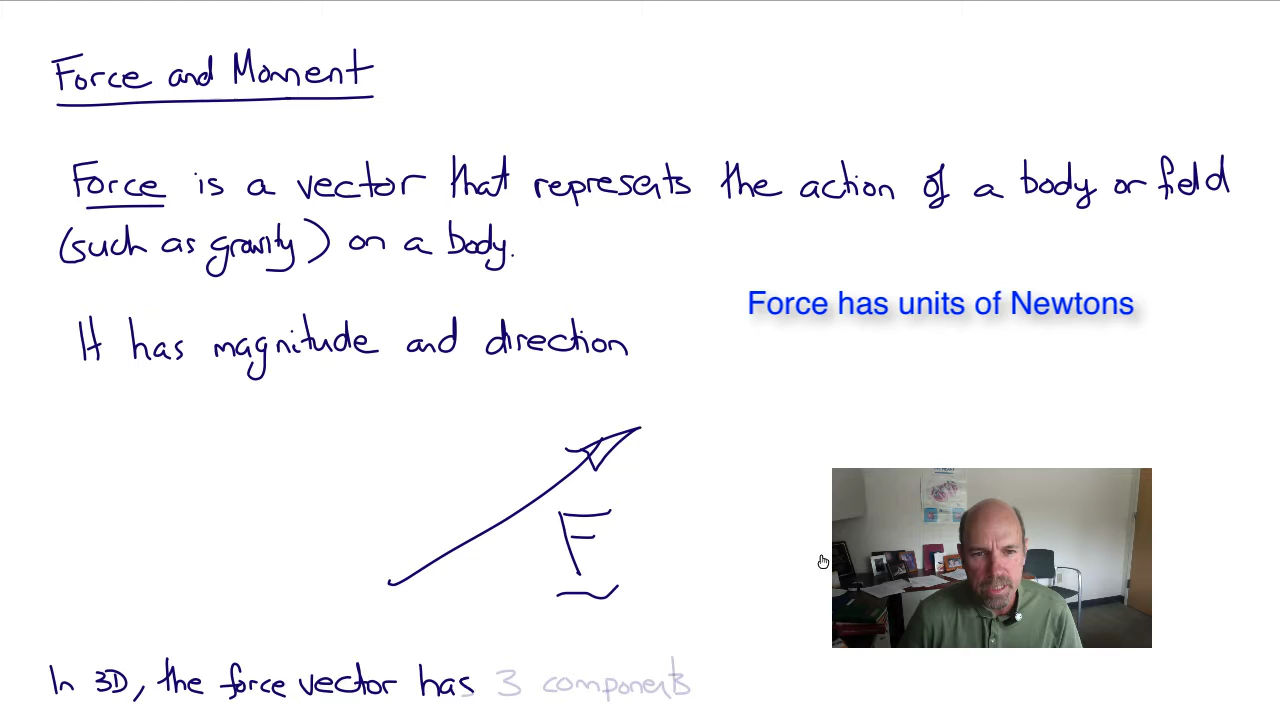 Force and Moment
Force is a vector that represents the action of a body or field
(such as gravity) on a body.
Force has units of Newtons
It has magnitude and direction
F
In 3D, the force vector has 3 components